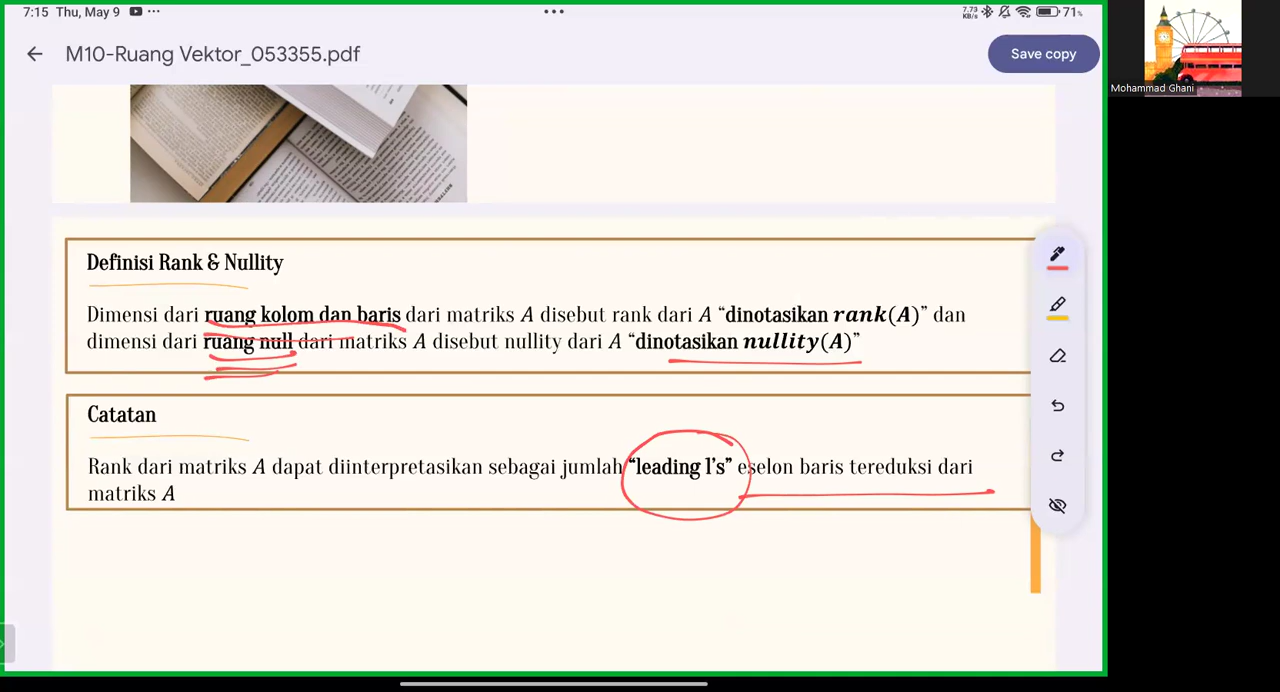 7:15 Thu, May 9
7.73 KB/s 71%
M10-Ruang Vektor_053355.pdf
Save copy
Mohammad Ghani
Definisi Rank & Nullity
Dimensi dari ruang kolom dan baris dari matriks A disebut rank dari A “dinotasikan rank(A)” dan
dimensi dari ruang null dari matriks A disebut nullity dari A “dinotasikan nullity(A)”
Catatan
Rank dari matriks A dapat diinterpretasikan sebagai jumlah “leading 1’s” eselon baris tereduksi dari
matriks A